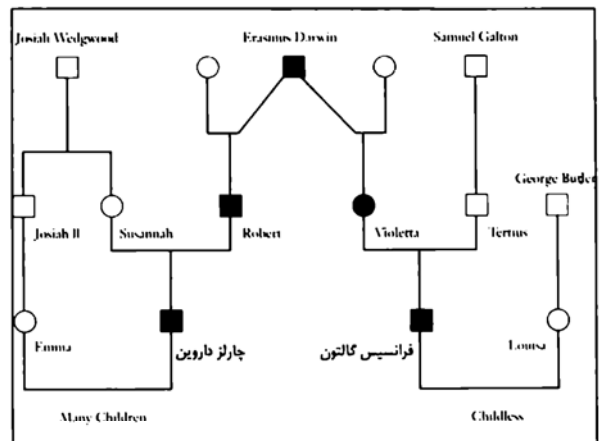 Josiah Wedgwood
Erasmus Darwin
Samuel Galton
George Butler
Josiah II
Susannah
Robert
Violetta
Tertius
Emma
چارلز داروین
فرانسیس گالتون
Louisa
Many Children
Childless